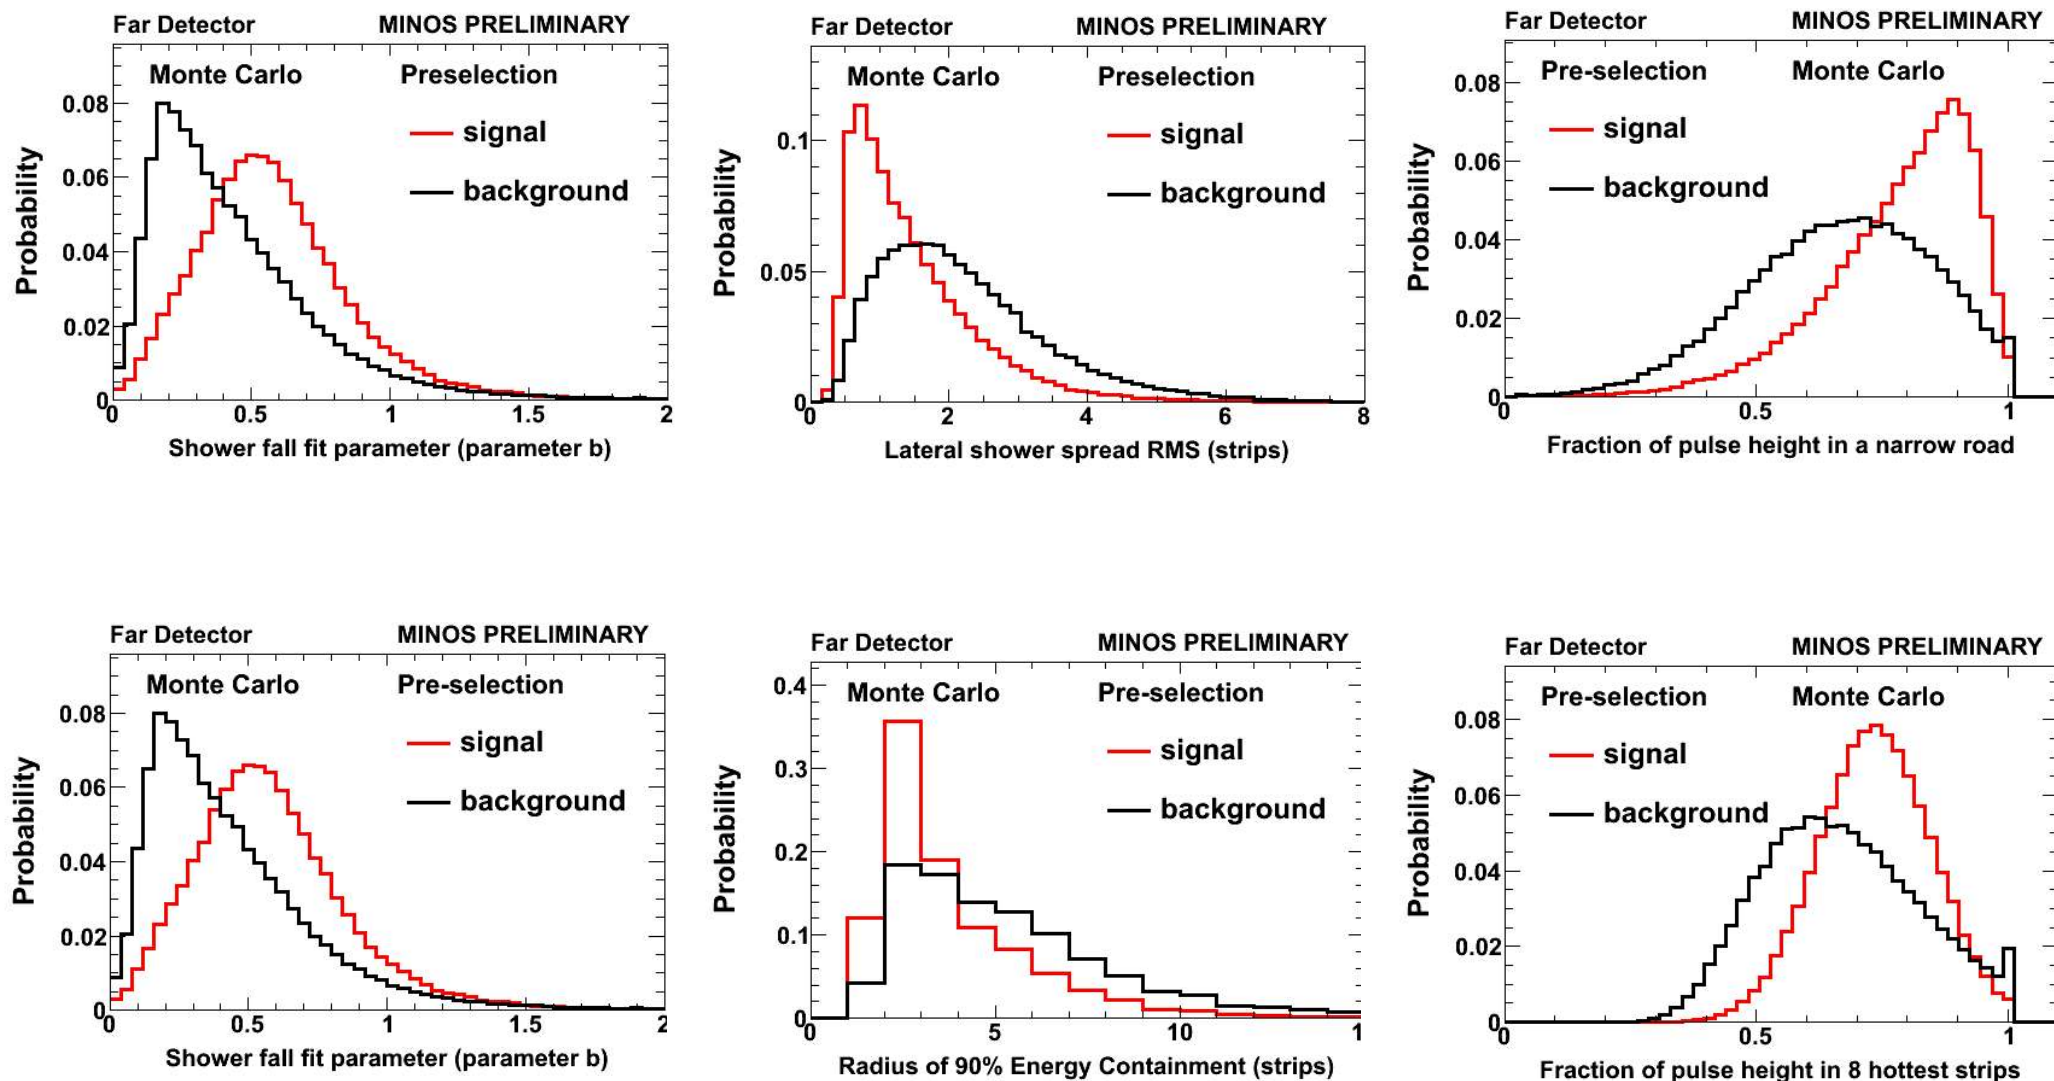 Far Detector MINOS PRELIMINARY
Monte Carlo Preselection
signal
background
0.08
0.06
0.04
0.02
0
Probability
0 0.5 1 1.5 2
Shower fall fit parameter (parameter b)
Far Detector MINOS PRELIMINARY
Monte Carlo Preselection
signal
background
0.1
0.05
0
Probability
0 2 4 6 8
Lateral shower spread RMS (strips)
Far Detector MINOS PRELIMINARY
Pre-selection Monte Carlo
signal
background
0.08
0.06
0.04
0.02
0
Probability
0 0.5 1
Fraction of pulse height in a narrow road
Far Detector MINOS PRELIMINARY
Monte Carlo Pre-selection
signal
background
0.08
0.06
0.04
0.02
0
Probability
0 0.5 1 1.5 2
Shower fall fit parameter (parameter b)
Far Detector MINOS PRELIMINARY
Monte Carlo Pre-selection
signal
background
0.4
0.3
0.2
0.1
0
Probability
0 5 10 1
Radius of 90% Energy Containment (strips)
Far Detector MINOS PRELIMINARY
Pre-selection Monte Carlo
signal
background
0.08
0.06
0.04
0.02
0
Probability
0 0.5 1
Fraction of pulse height in 8 hottest strips